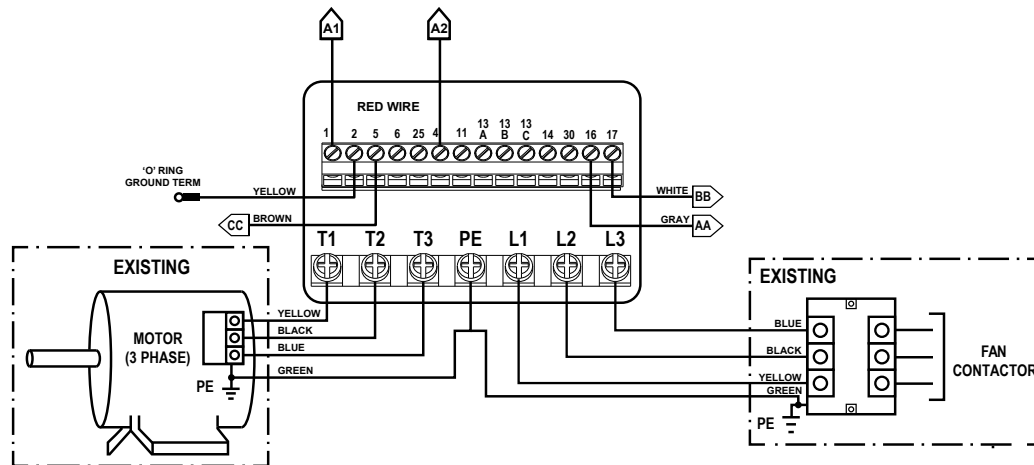 A1 A2
RED WIRE
1 2 5 6 25 4 11 13 A 13 B 13 C 14 30 16 17
'O' RING
GROUND TERM
YELLOW
WHITE BB
CC BROWN
GRAY AA
T1 T2 T3 PE L1 L2 L3
EXISTING
MOTOR
(3 PHASE)
YELLOW
BLACK
BLUE
GREEN
PE
EXISTING
BLUE
BLACK
YELLOW
GREEN
PE
FAN
CONTACTOR